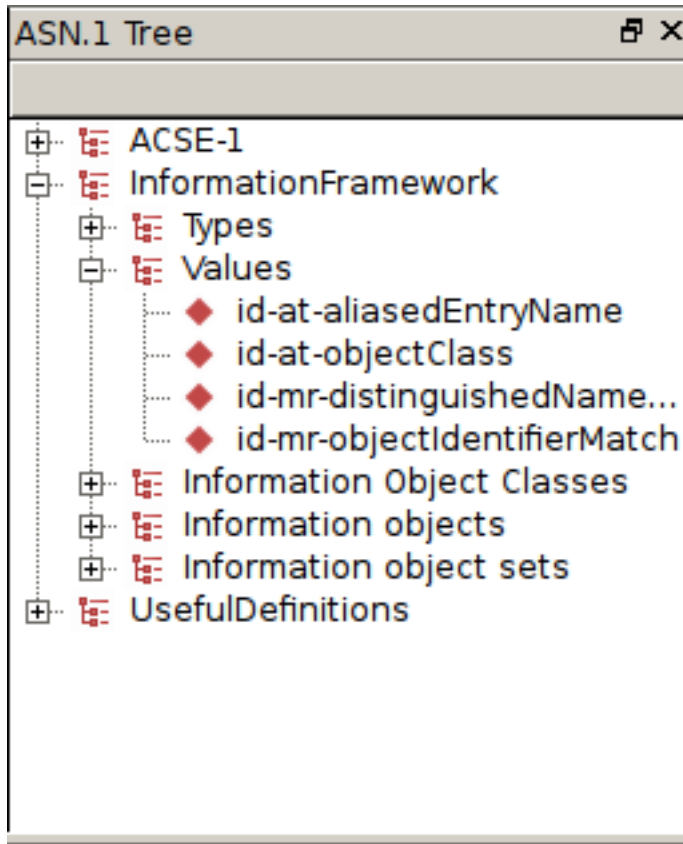 ASN.1 Tree
ACSE-1
InformationFramework
Types
Values
id-at-aliasedEntryName
id-at-objectClass
id-mr-distinguishedName...
id-mr-objectIdentifierMatch
Information Object Classes
Information objects
Information object sets
UsefulDefinitions